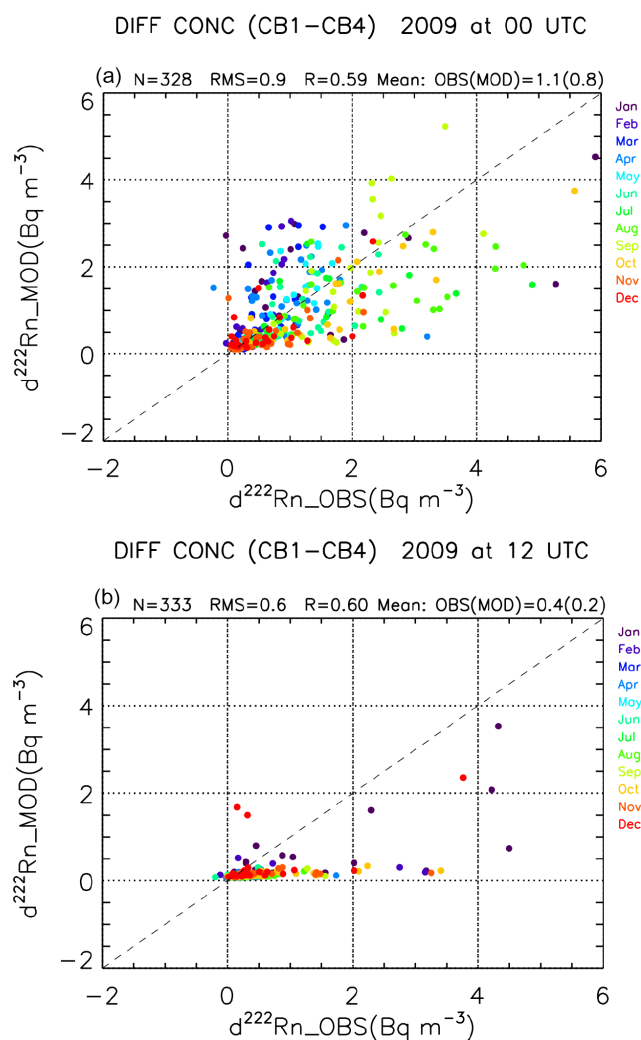 DIFF CONC (CB1−CB4) 2009 at 00 UTC
(a) N=328 RMS=0.9 R=0.59 Mean: OBS(MOD)=1.1(0.8)
6
4
2
0
−2
d²²²Rn_MOD(Bq m⁻³)
Jan
Feb
Mar
Apr
May
Jun
Jul
Aug
Sep
Oct
Nov
Dec
−2 0 2 4 6
d²²²Rn_OBS(Bq m⁻³)
DIFF CONC (CB1−CB4) 2009 at 12 UTC
(b) N=333 RMS=0.6 R=0.60 Mean: OBS(MOD)=0.4(0.2)
6
4
2
0
−2
d²²²Rn_MOD(Bq m⁻³)
Jan
Feb
Mar
Apr
May
Jun
Jul
Aug
Sep
Oct
Nov
Dec
−2 0 2 4 6
d²²²Rn_OBS(Bq m⁻³)